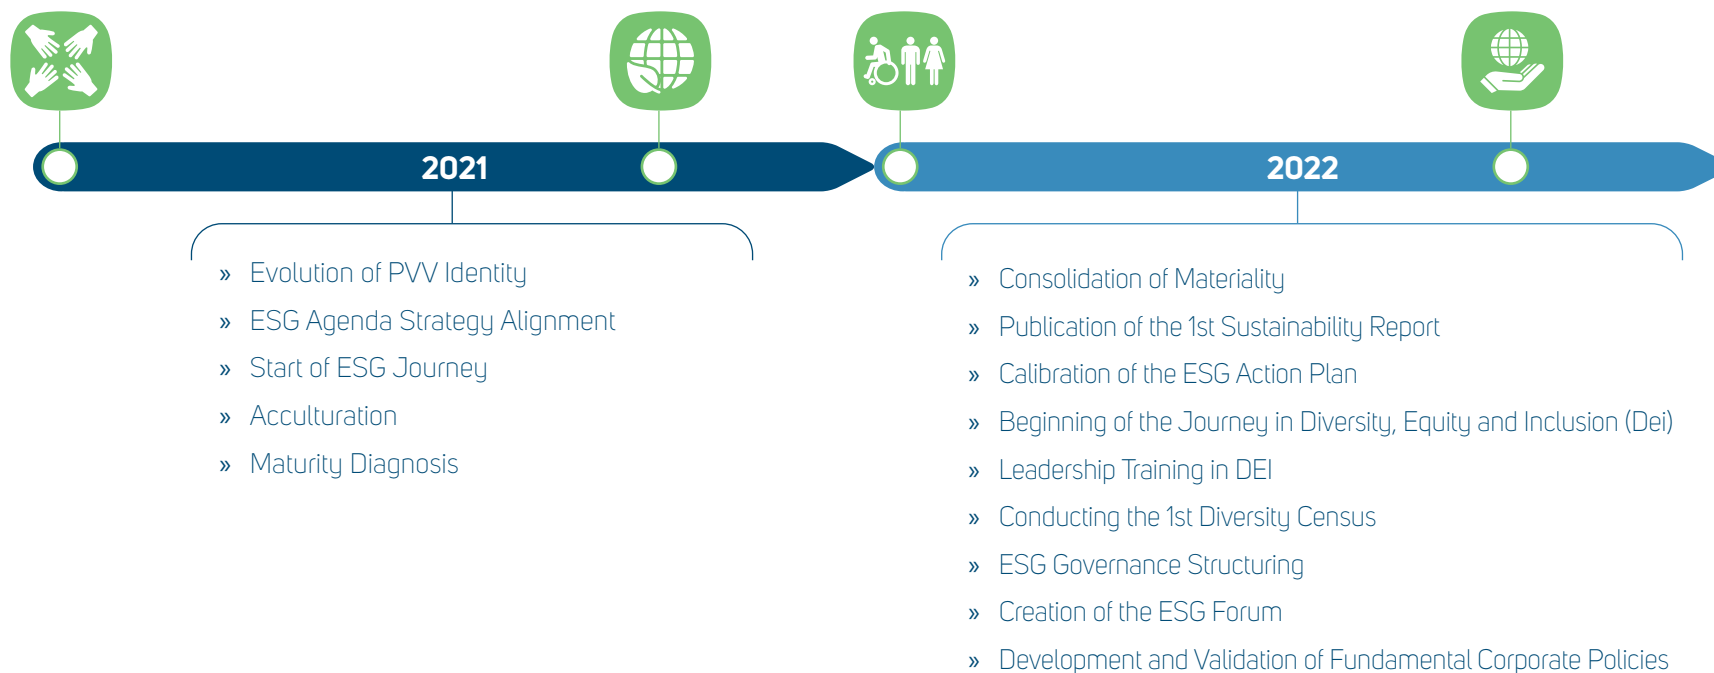 2021
» Evolution of PVV Identity
» ESG Agenda Strategy Alignment
» Start of ESG Journey
» Acculturation
» Maturity Diagnosis
2022
» Consolidation of Materiality
» Publication of the 1st Sustainability Report
» Calibration of the ESG Action Plan
» Beginning of the Journey in Diversity, Equity and Inclusion (Dei)
» Leadership Training in DEI
» Conducting the 1st Diversity Census
» ESG Governance Structuring
» Creation of the ESG Forum
» Development and Validation of Fundamental Corporate Policies